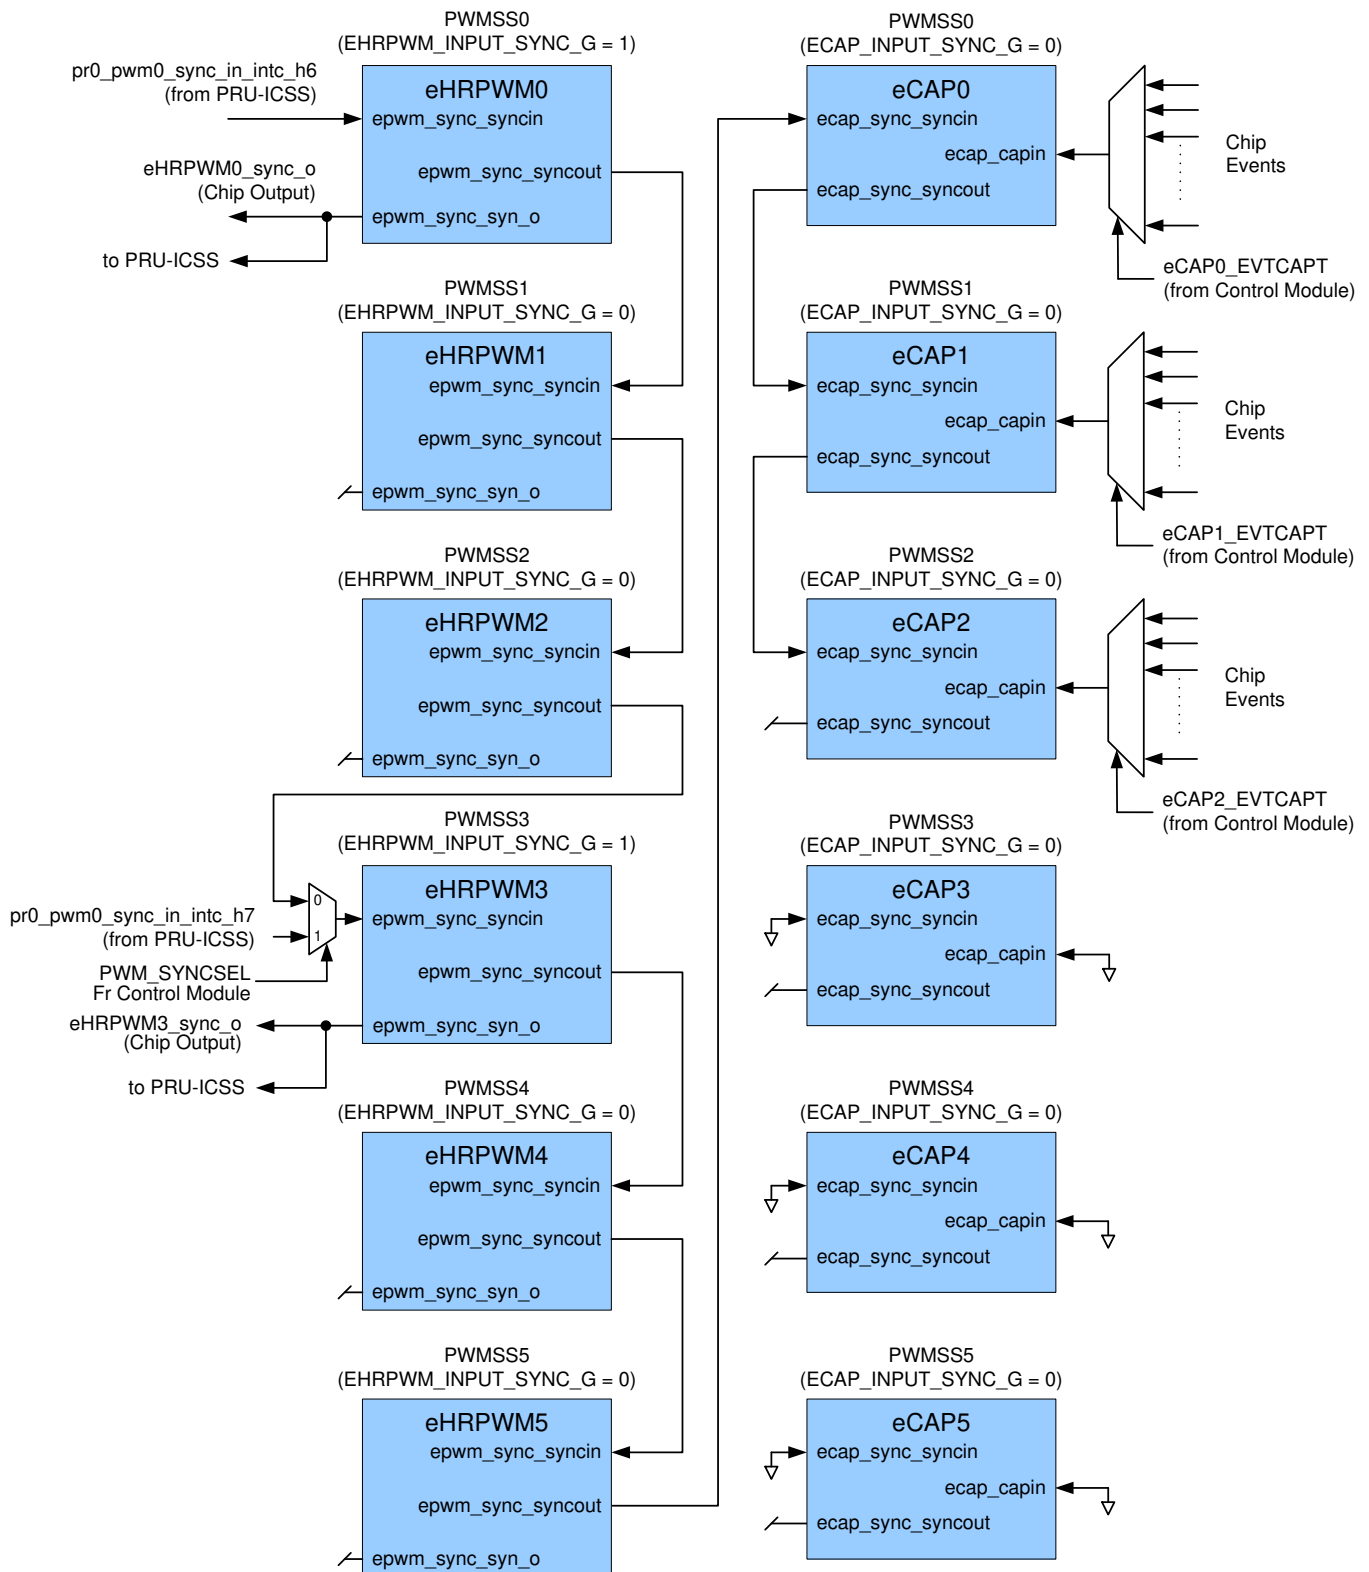 PWMSS0
(EHRPWM_INPUT_SYNC_G = 1)
pr0_pwm0_sync_in_intc_h6
(from PRU-ICSS)
eHRPWM0
epwm_sync_syncin
epwm_sync_syncout
epwm_sync_syn_o
eHRPWM0_sync_o
(Chip Output)
to PRU-ICSS
PWMSS1
(EHRPWM_INPUT_SYNC_G = 0)
eHRPWM1
epwm_sync_syncin
epwm_sync_syncout
epwm_sync_syn_o
PWMSS2
(EHRPWM_INPUT_SYNC_G = 0)
eHRPWM2
epwm_sync_syncin
epwm_sync_syncout
epwm_sync_syn_o
PWMSS3
(EHRPWM_INPUT_SYNC_G = 1)
eHRPWM3
epwm_sync_syncin
epwm_sync_syncout
epwm_sync_syn_o
0
1
pr0_pwm0_sync_in_intc_h7
(from PRU-ICSS)
PWM_SYNCSEL
Fr Control Module
eHRPWM3_sync_o
(Chip Output)
to PRU-ICSS
PWMSS4
(EHRPWM_INPUT_SYNC_G = 0)
eHRPWM4
epwm_sync_syncin
epwm_sync_syncout
epwm_sync_syn_o
PWMSS5
(EHRPWM_INPUT_SYNC_G = 0)
eHRPWM5
epwm_sync_syncin
epwm_sync_syncout
epwm_sync_syn_o
PWMSS0
(ECAP_INPUT_SYNC_G = 0)
eCAP0
ecap_sync_syncin
ecap_capin
ecap_sync_syncout
Chip
Events
eCAP0_EVTCAPT
(from Control Module)
PWMSS1
(ECAP_INPUT_SYNC_G = 0)
eCAP1
ecap_sync_syncin
ecap_capin
ecap_sync_syncout
Chip
Events
eCAP1_EVTCAPT
(from Control Module)
PWMSS2
(ECAP_INPUT_SYNC_G = 0)
eCAP2
ecap_sync_syncin
ecap_capin
ecap_sync_syncout
Chip
Events
eCAP2_EVTCAPT
(from Control Module)
PWMSS3
(ECAP_INPUT_SYNC_G = 0)
eCAP3
ecap_sync_syncin
ecap_capin
ecap_sync_syncout
PWMSS4
(ECAP_INPUT_SYNC_G = 0)
eCAP4
ecap_sync_syncin
ecap_capin
ecap_sync_syncout
PWMSS5
(ECAP_INPUT_SYNC_G = 0)
eCAP5
ecap_sync_syncin
ecap_capin
ecap_sync_syncout